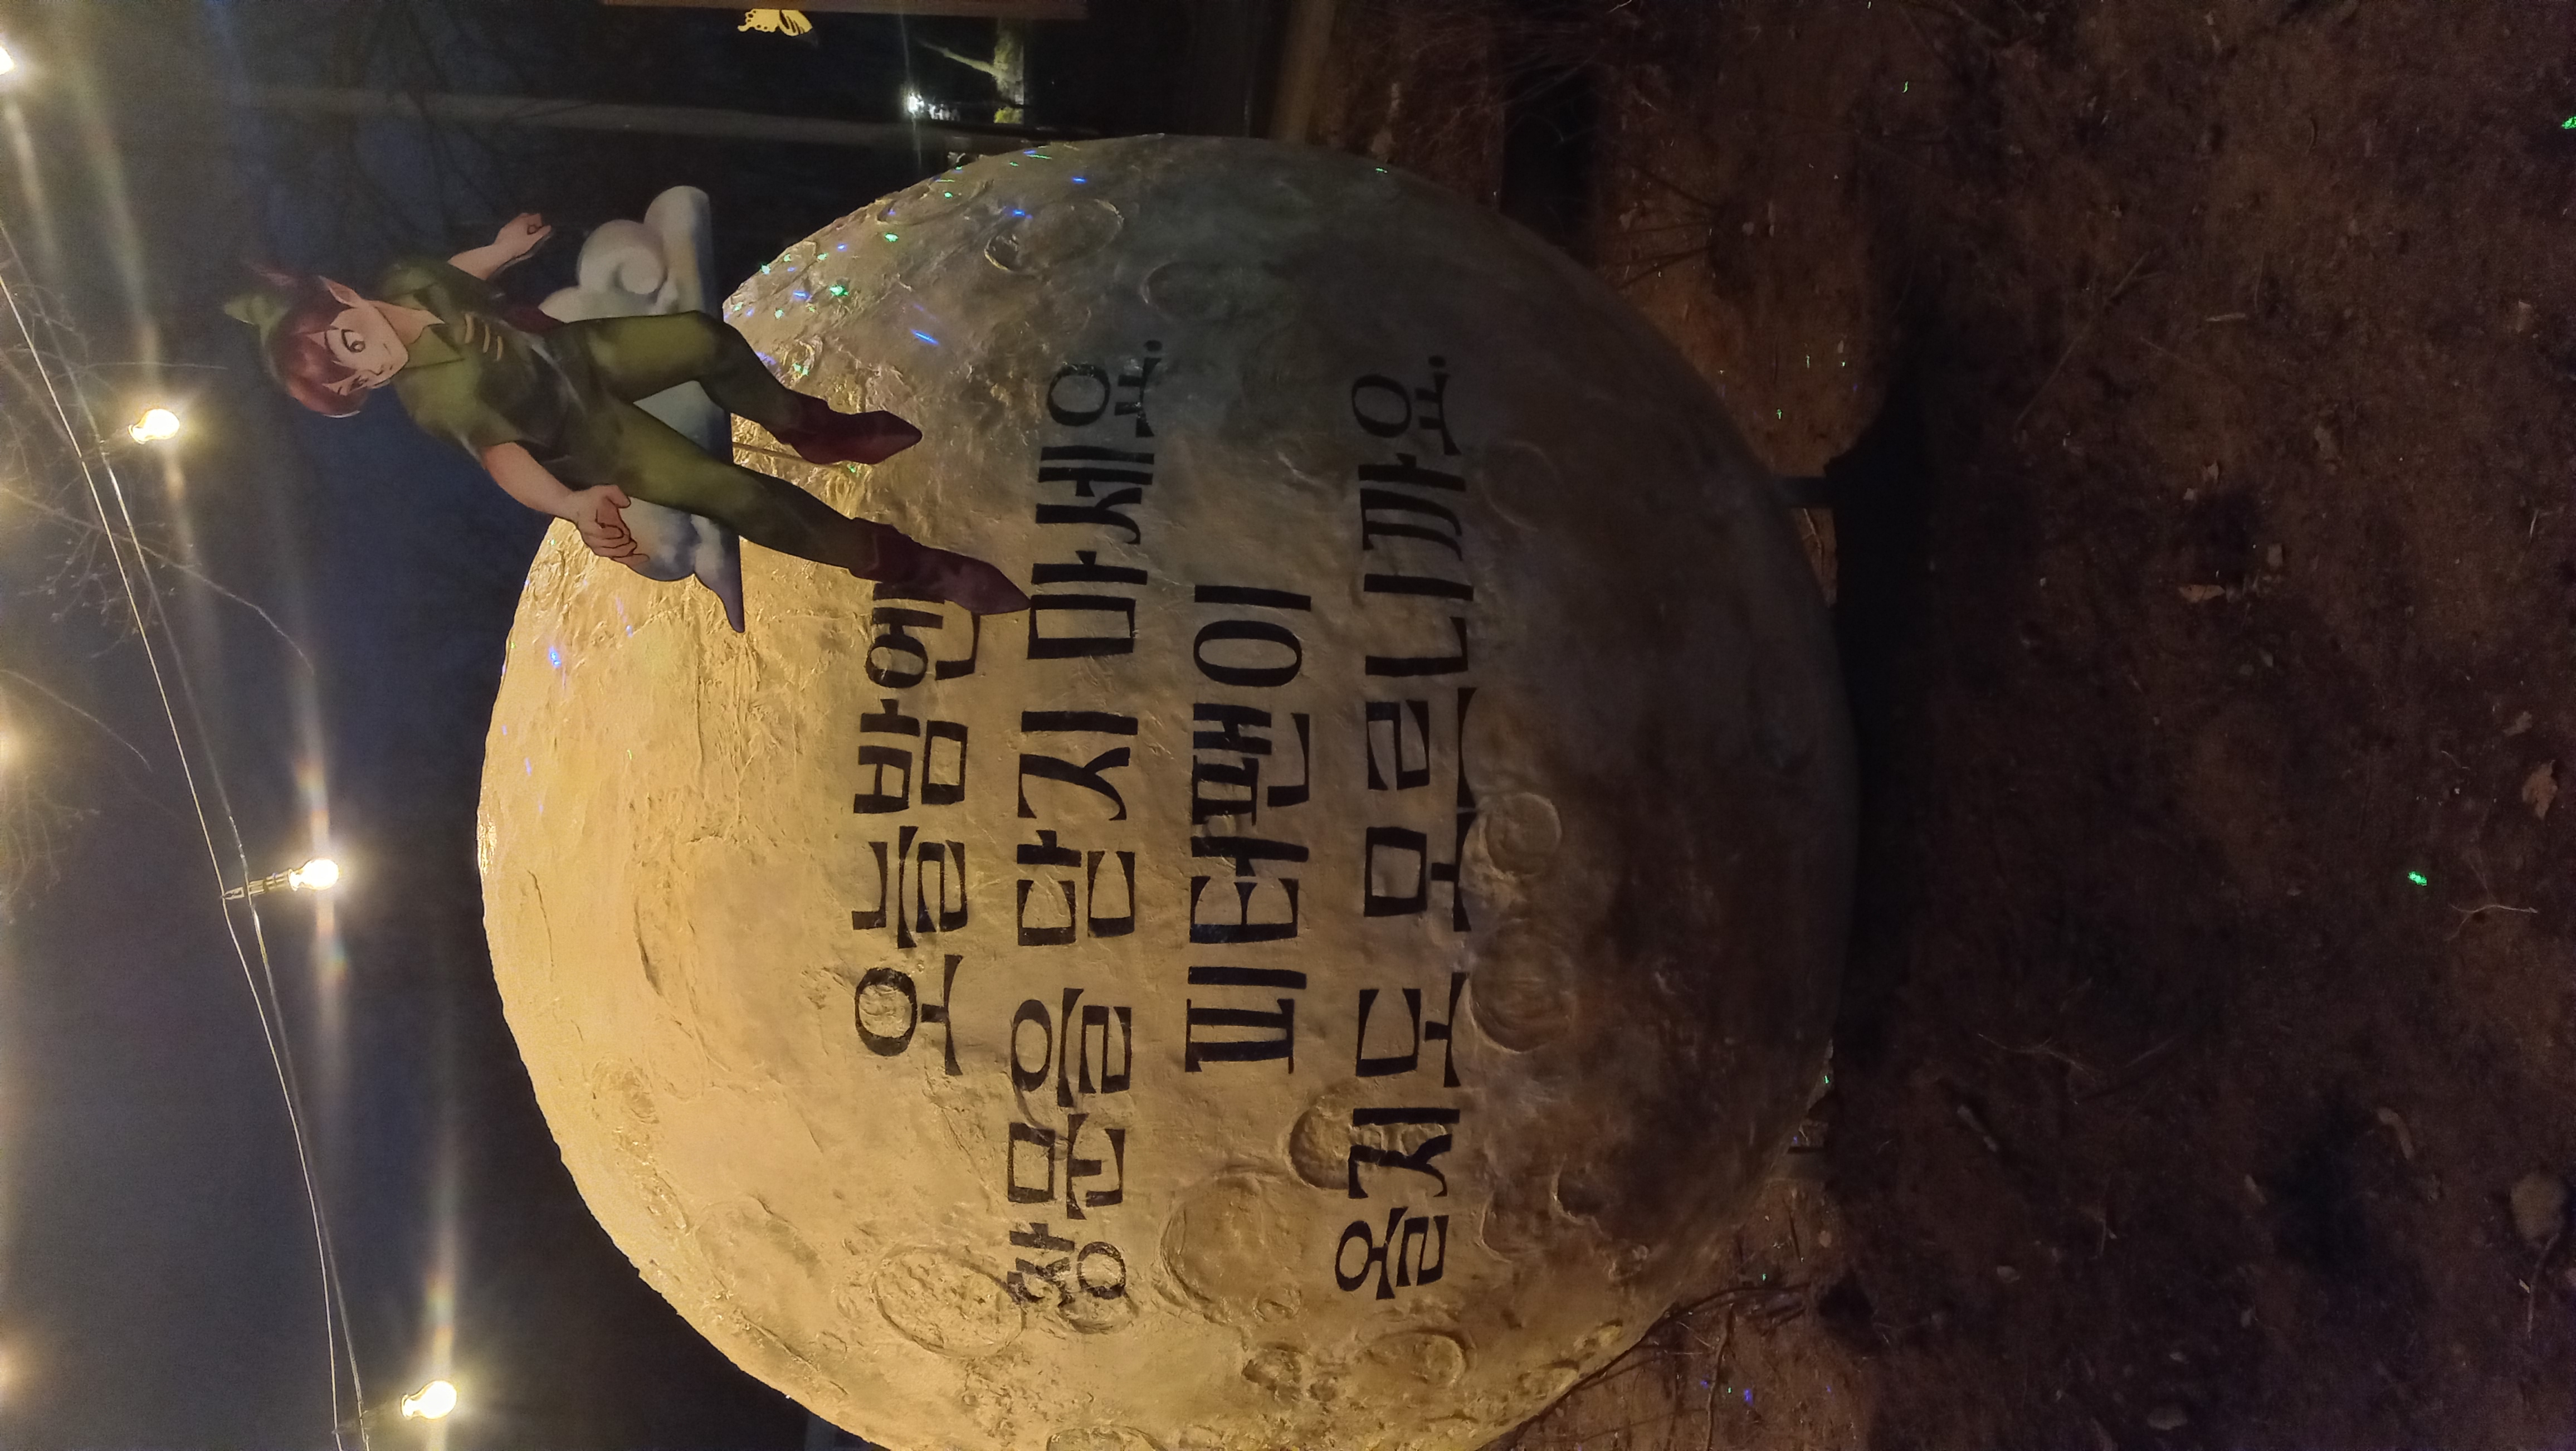 오늘 밤엔
창문을 닫지 마세요.
피터팬이
올지도 모르니까요.